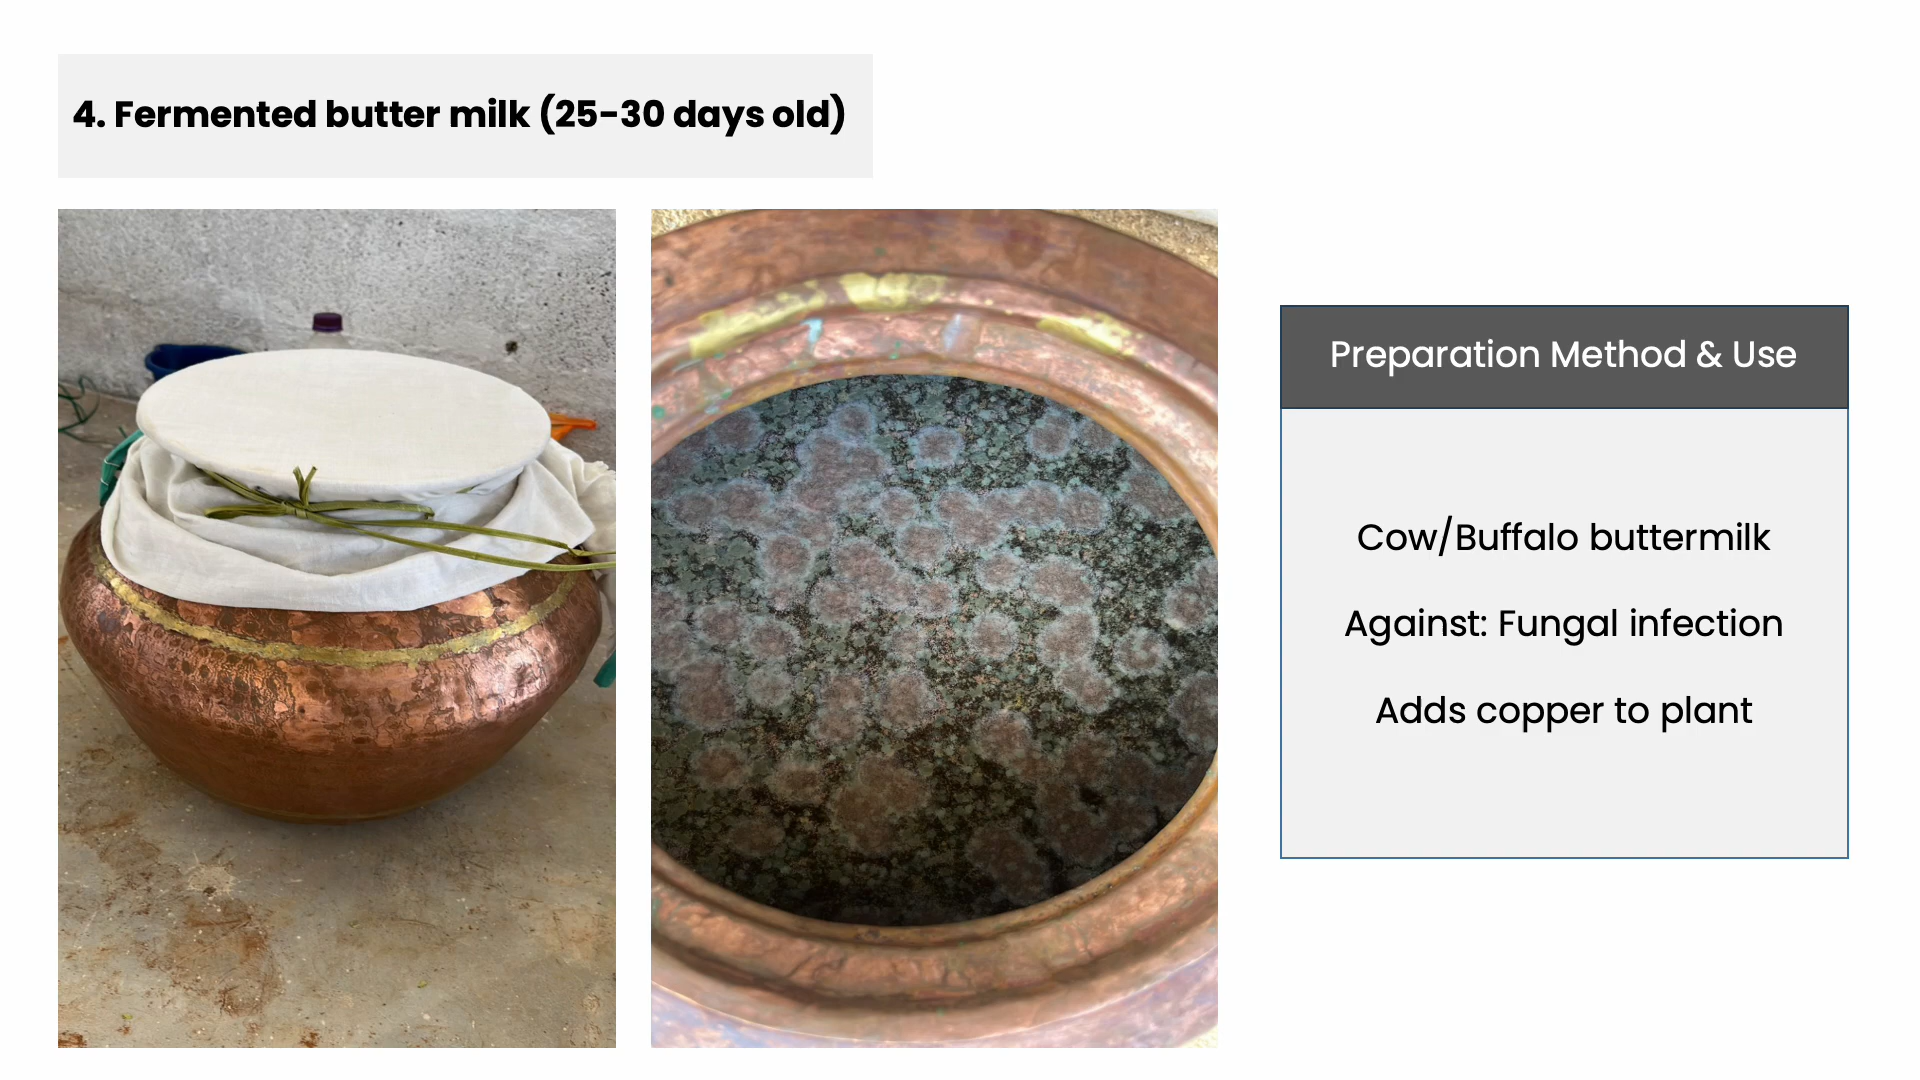 4. Fermented butter milk (25-30 days old)
Preparation Method & Use
Cow/Buffalo buttermilk
Against: Fungal infection
Adds copper to plant